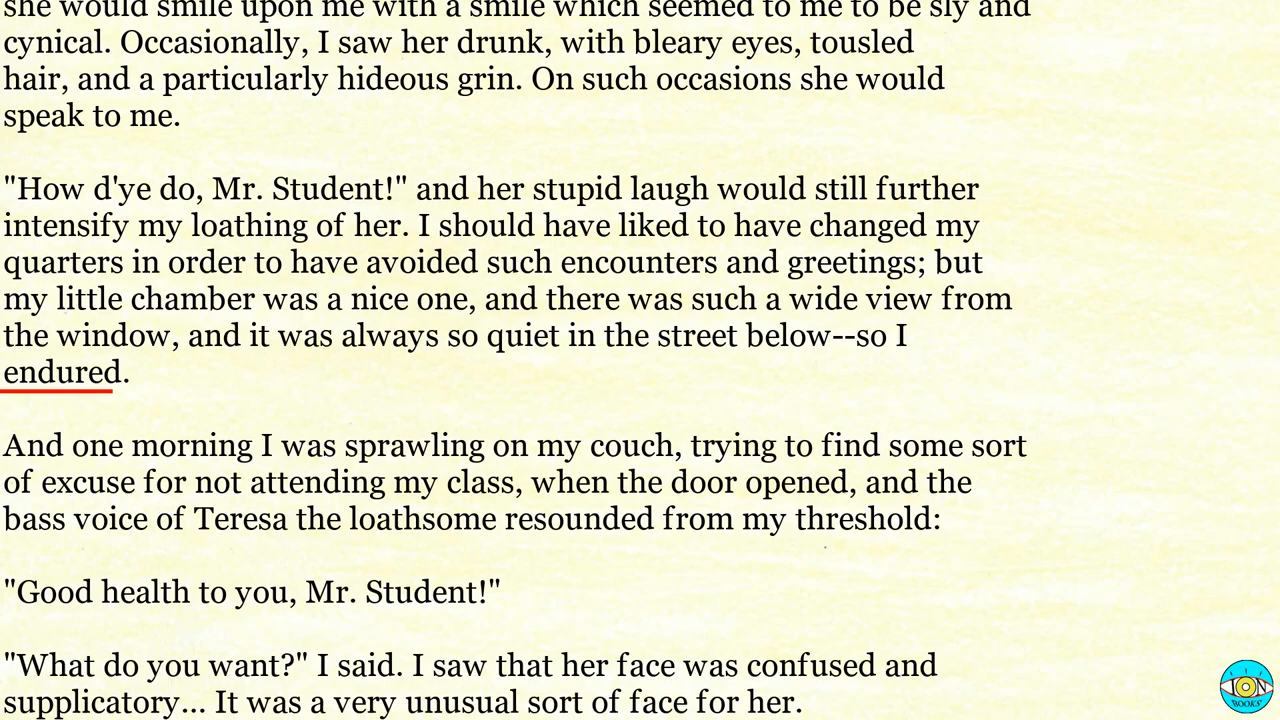 she would smile upon me with a smile which seemed to me to be sly and
cynical. Occasionally, I saw her drunk, with bleary eyes, tousled
hair, and a particularly hideous grin. On such occasions she would
speak to me.
"How d'ye do, Mr. Student!" and her stupid laugh would still further
intensify my loathing of her. I should have liked to have changed my
quarters in order to have avoided such encounters and greetings; but
my little chamber was a nice one, and there was such a wide view from
the window, and it was always so quiet in the street below--so I
endured.
And one morning I was sprawling on my couch, trying to find some sort
of excuse for not attending my class, when the door opened, and the
bass voice of Teresa the loathsome resounded from my threshold:
"Good health to you, Mr. Student!"
"What do you want?" I said. I saw that her face was confused and
supplicatory... It was a very unusual sort of face for her.
ION
BOOKS